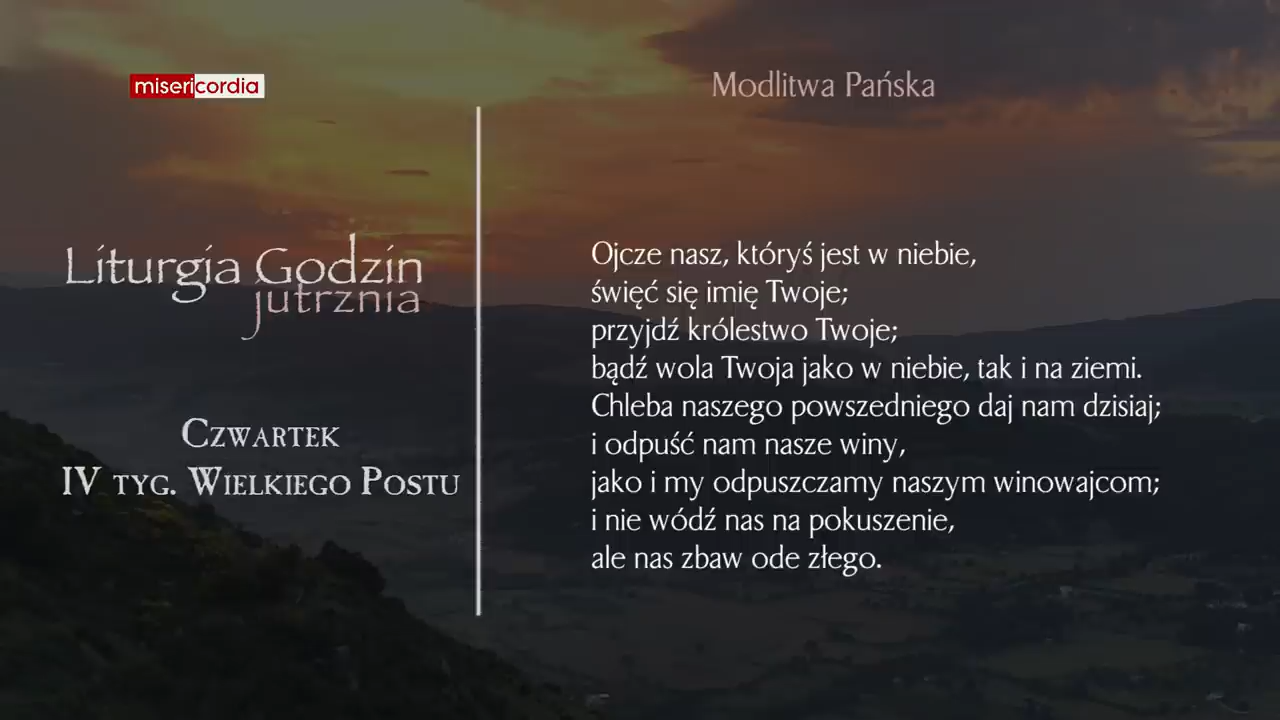 misericordia
Liturgia Godzin
jutrznia
Czwartek
IV tyg. Wielkiego Postu
Modlitwa Pańska
Ojcze nasz, któryś jest w niebie,
święć się imię Twoje;
przyjdź królestwo Twoje;
bądź wola Twoja jako w niebie, tak i na ziemi.
Chleba naszego powszedniego daj nam dzisiaj;
i odpuść nam nasze winy,
jako i my odpuszczamy naszym winowajcom;
i nie wódź nas na pokuszenie,
ale nas zbaw ode złego.